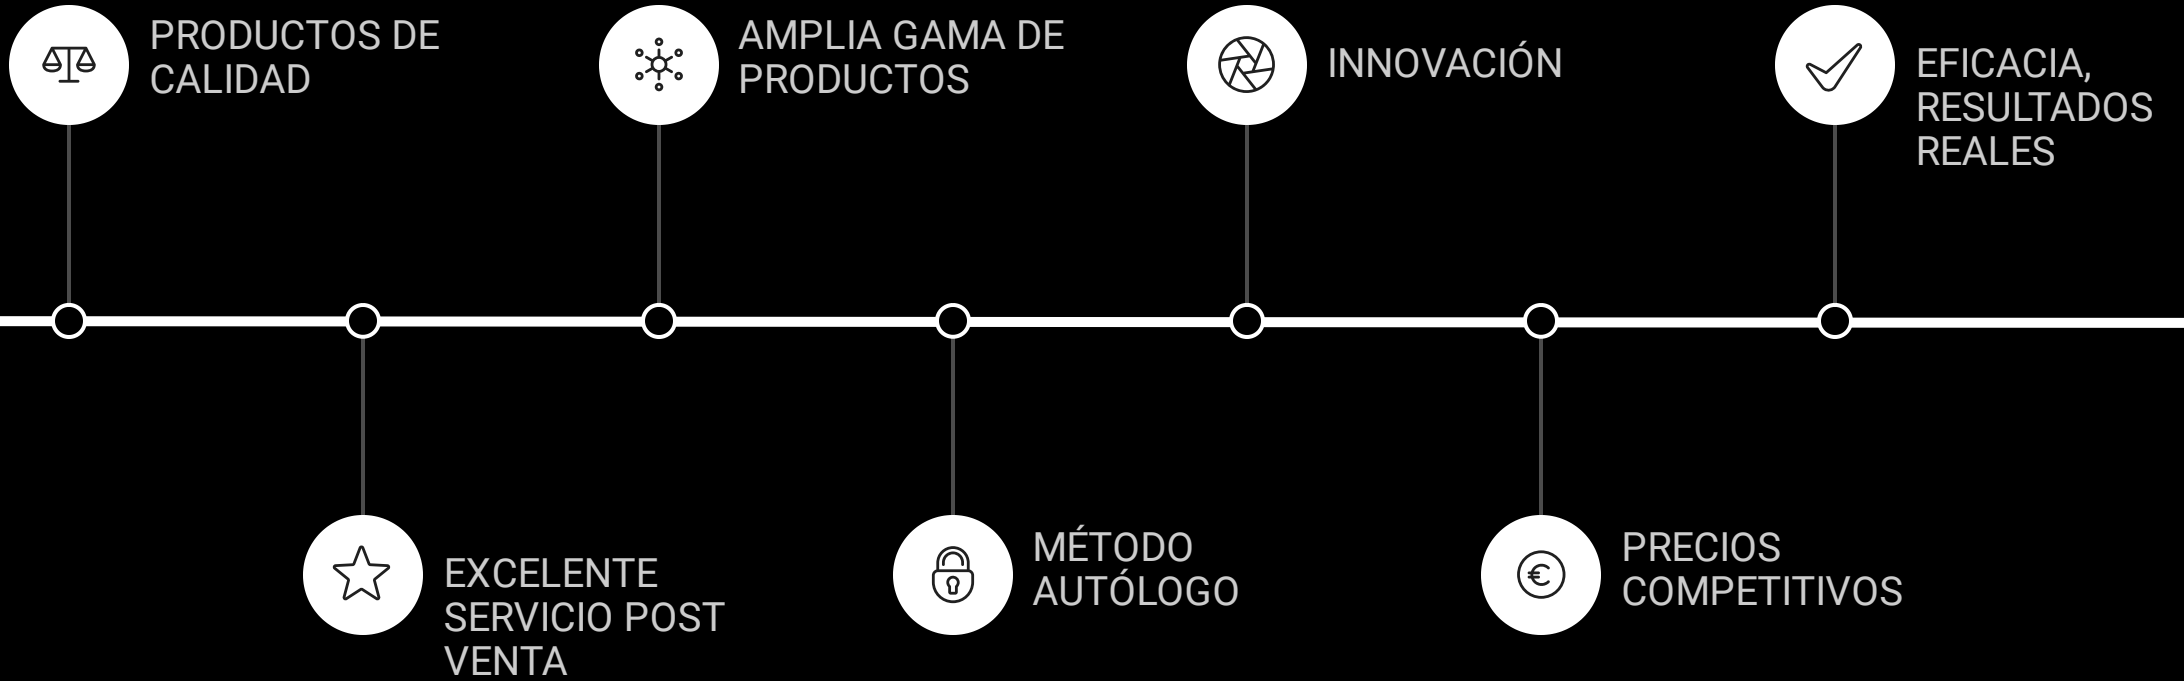 PRODUCTOS DE
CALIDAD
AMPLIA GAMA DE
PRODUCTOS
INNOVACIÓN
EFICACIA,
RESULTADOS
REALES
EXCELENTE
SERVICIO POST
VENTA
MÉTODO
AUTÓLOGO
PRECIOS
COMPETITIVOS